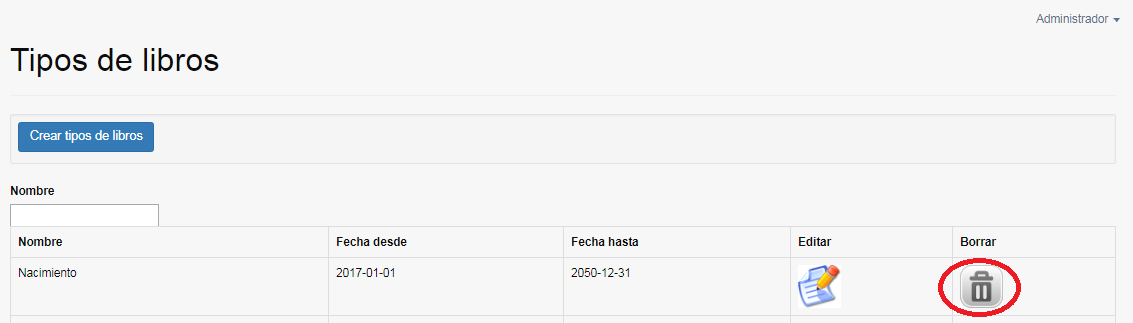 Administrador
Tipos de libros
Crear tipos de libros
Nombre
Nombre Fecha desde Fecha hasta Editar Borrar
Nacimiento 2017-01-01 2050-12-31